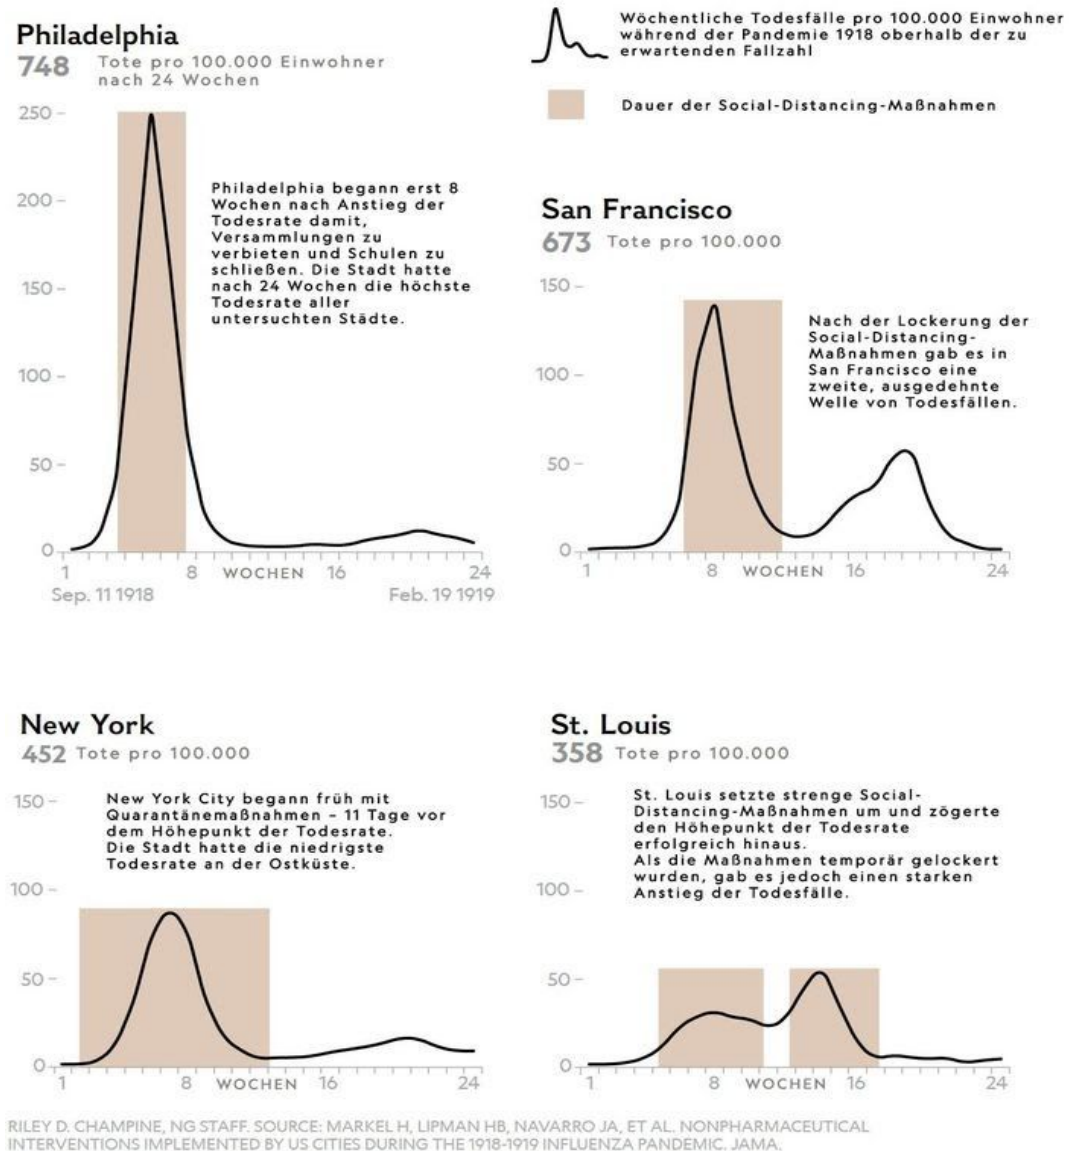 Philadelphia
748 Tote pro 100.000 Einwohner
nach 24 Wochen
250
200
150
100
50
0
Philadelphia begann erst 8
Wochen nach Anstieg der
Todesrate damit,
Versammlungen zu
verbieten und Schulen zu
schließen. Die Stadt hatte
nach 24 Wochen die höchste
Todesrate aller
untersuchten Städte.
1 8 WOCHEN 16 24
Sep. 11 1918 Feb. 19 1919
Wöchentliche Todesfälle pro 100.000 Einwohner
während der Pandemie 1918 oberhalb der zu
erwartenden Fallzahl
Dauer der Social-Distancing-Maßnahmen
San Francisco
673 Tote pro 100.000
150
100
50
0
Nach der Lockerung der
Social-Distancing-
Maßnahmen gab es in
San Francisco eine
zweite, ausgedehnte
Welle von Todesfällen.
1 8 WOCHEN 16 24
New York
452 Tote pro 100.000
150
100
50
0
New York City begann früh mit
Quarantänemaßnahmen – 11 Tage vor
dem Höhepunkt der Todesrate.
Die Stadt hatte die niedrigste
Todesrate an der Ostküste.
1 8 WOCHEN 16 24
St. Louis
358 Tote pro 100.000
150
100
50
0
St. Louis setzte strenge Social-
Distancing-Maßnahmen um und zögerte
den Höhepunkt der Todesrate
erfolgreich hinaus.
Als die Maßnahmen temporär gelockert
wurden, gab es jedoch einen starken
Anstieg der Todesfälle.
1 8 WOCHEN 16 24
RILEY D. CHAMPINE, NG STAFF. SOURCE: MARKEL H, LIPMAN HB, NAVARRO JA, ET AL. NONPHARMACEUTICAL
INTERVENTIONS IMPLEMENTED BY US CITIES DURING THE 1918-1919 INFLUENZA PANDEMIC. JAMA.